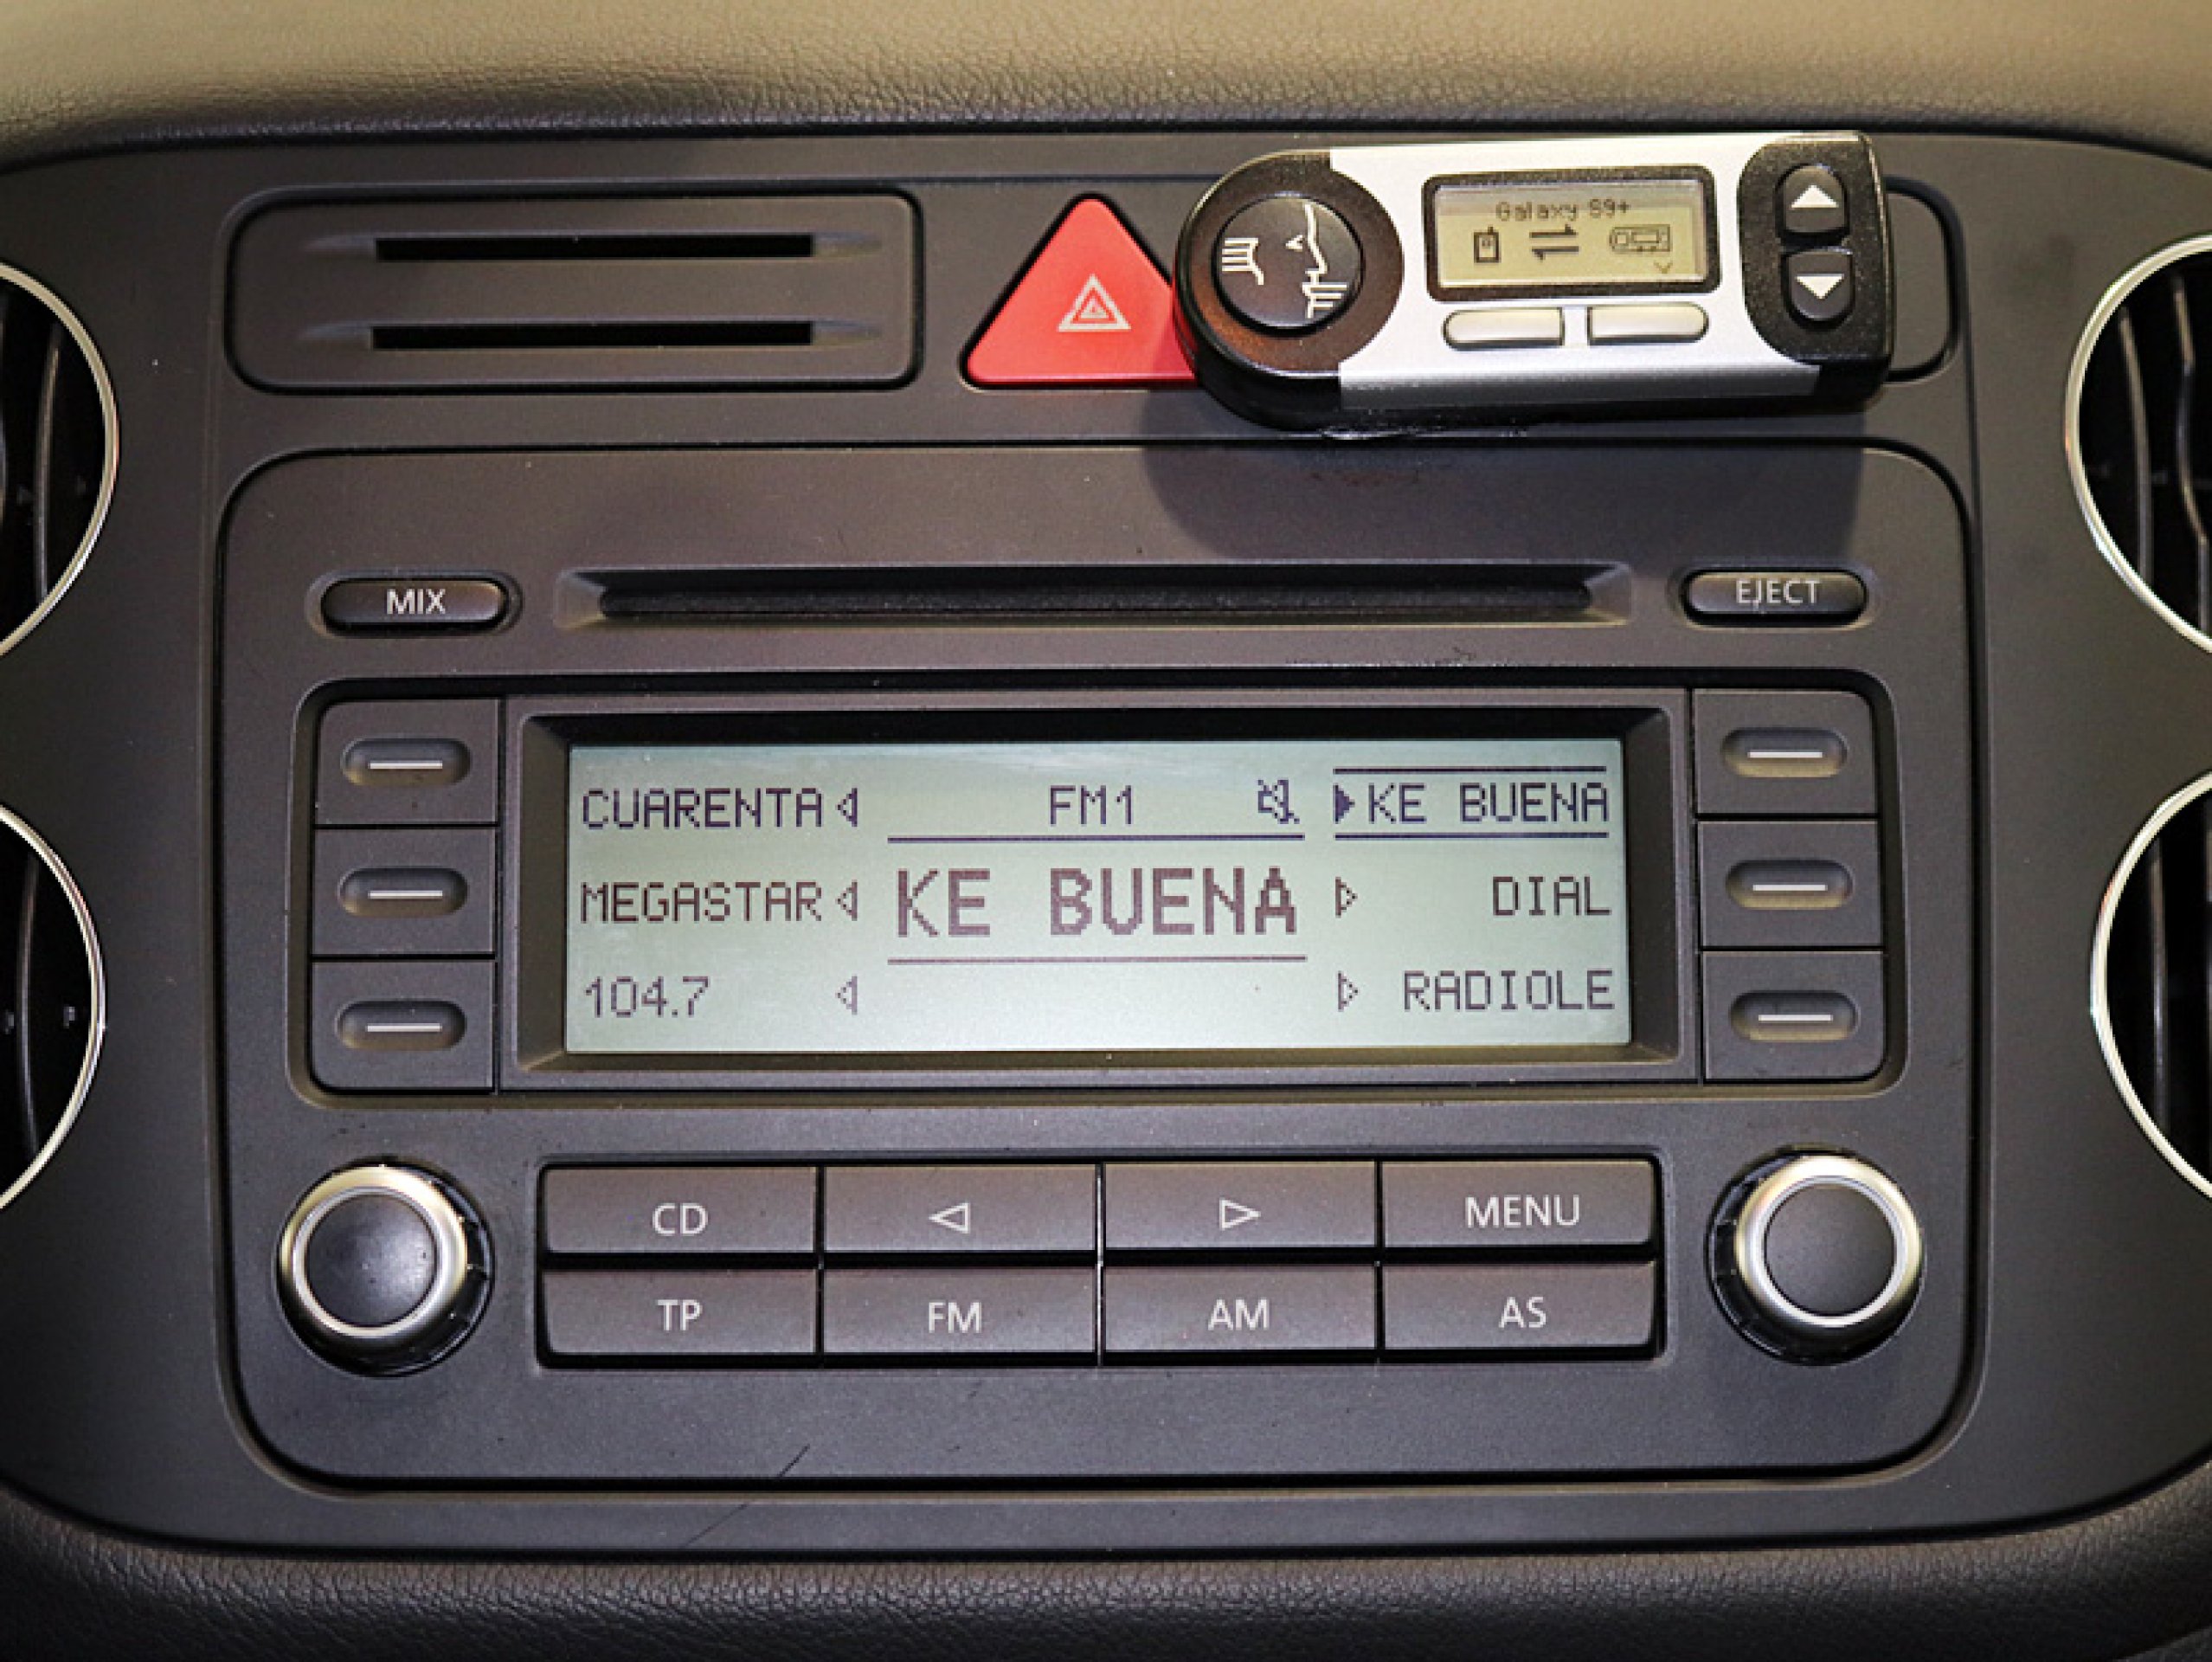 Galaxy S9+
MIX
EJECT
CUARENTA FM1 KE BUENA
MEGASTAR KE BUENA DIAL
104.7 RADIOLE
CD MENU
TP FM AM AS